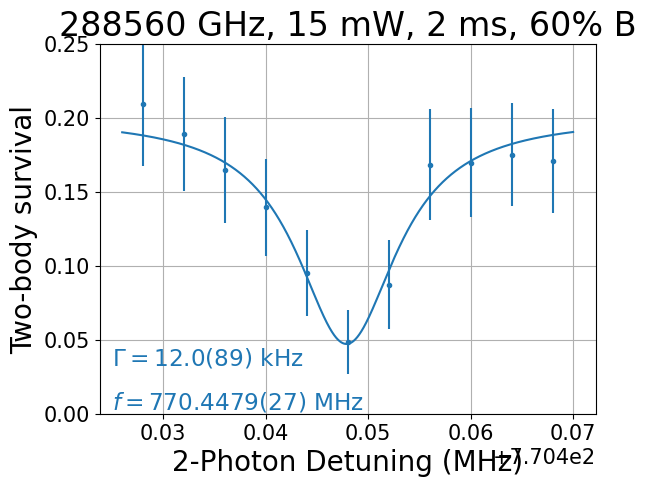 288560 GHz, 15 mW, 2 ms, 60% B
Two-body survival
0.25
0.20
0.15
0.10
0.05
0.00
Γ = 12.0(89) kHz
f = 770.4479(27) MHz
0.03 0.04 0.05 0.06 0.07
2-Photon Detuning (MHz)
+7.704e2